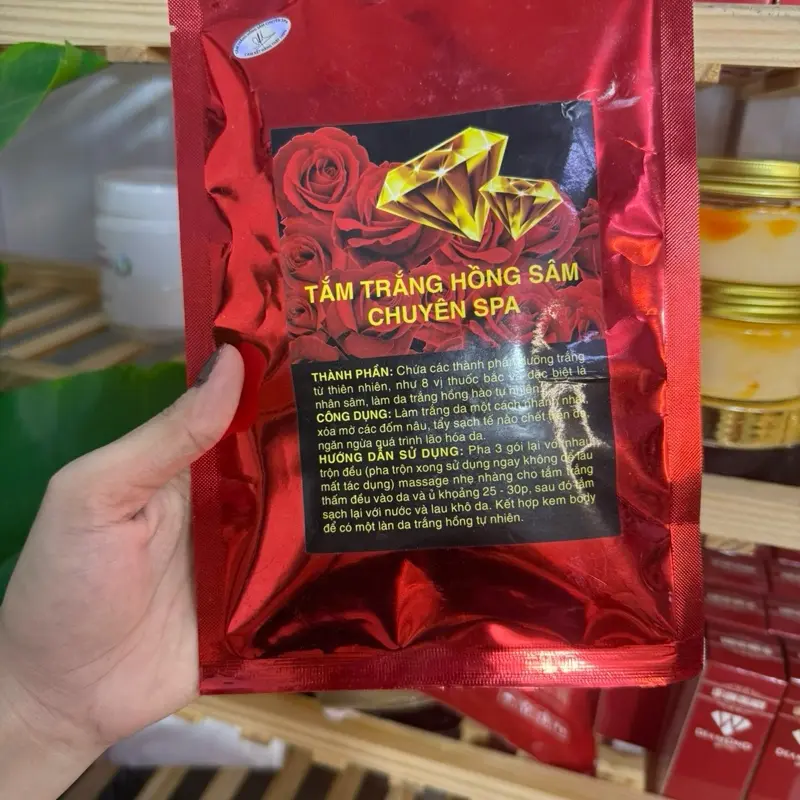 TẮM TRẮNG HỒNG SÂM
CHUYÊN SPA
THÀNH PHẦN: Chứa các thành phần dưỡng trắng
từ thiên nhiên, như 8 vị thuốc bắc và đặc biệt là
nhân sâm, làm da trắng hồng hào tự nhiên.
CÔNG DỤNG: Làm trắng da một cách nhanh nhất,
xóa mờ các đốm nâu, tẩy sạch tế nào chết trên da,
ngăn ngừa quá trình lão hóa da.
HƯỚNG DẪN SỬ DỤNG: Pha 3 gói lại với nhau
trộn đều (pha trộn xong sử dụng ngay không để lâu
mất tác dụng) massage nhẹ nhàng cho tắm trắng
thấm đều vào da và ủ khoảng 25 - 30p, sau đó tắm
sạch lại với nước và lau khô da. Kết hợp kem body
để có một làn da trắng hồng tự nhiên.
DIAMOND